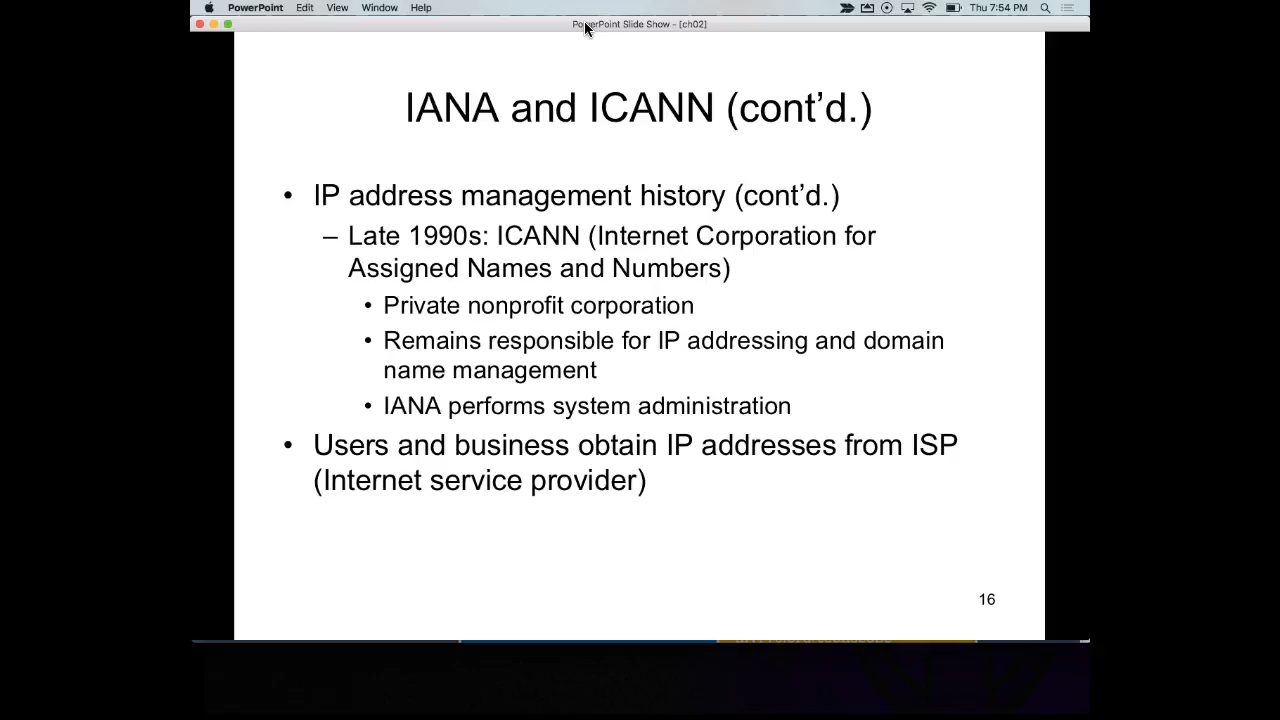 PowerPoint Edit View Window Help Thu 7:54 PM
PowerPoint Slide Show - [ch02]
IANA and ICANN (cont’d.)
• IP address management history (cont’d.)
– Late 1990s: ICANN (Internet Corporation for
Assigned Names and Numbers)
• Private nonprofit corporation
• Remains responsible for IP addressing and domain
name management
• IANA performs system administration
• Users and business obtain IP addresses from ISP
(Internet service provider)
16